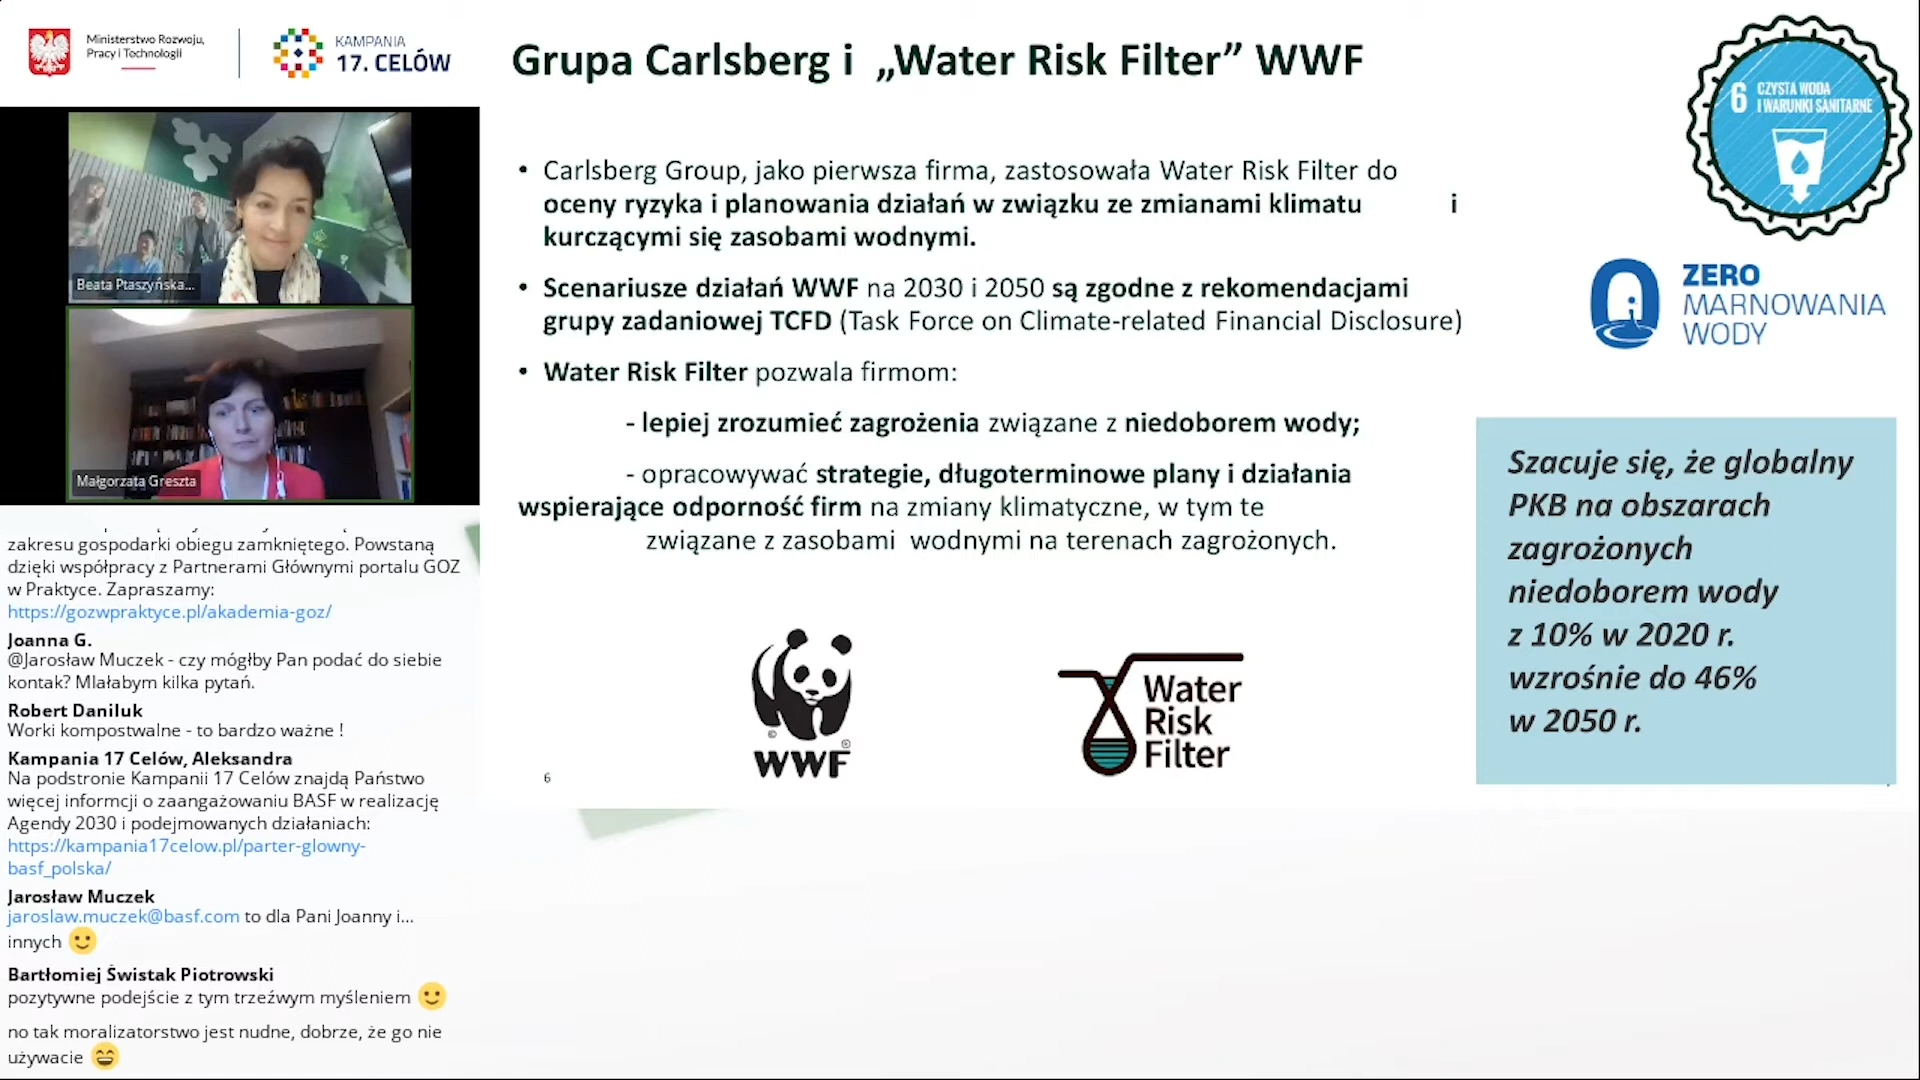 Ministerstwo Rozwoju,
Pracy i Technologii
KAMPANIA
17. CELÓW
Grupa Carlsberg i „Water Risk Filter” WWF
6 CZYSTA WODA
I WARUNKI SANITARNE
• Carlsberg Group, jako pierwsza firma, zastosowała Water Risk Filter do
oceny ryzyka i planowania działań w związku ze zmianami klimatu i
kurczącymi się zasobami wodnymi.
• Scenariusze działań WWF na 2030 i 2050 są zgodne z rekomendacjami
grupy zadaniowej TCFD (Task Force on Climate-related Financial Disclosure)
• Water Risk Filter pozwala firmom:
- lepiej zrozumieć zagrożenia związane z niedoborem wody;
- opracowywać strategie, długoterminowe plany i działania
wspierające odporność firm na zmiany klimatyczne, w tym te
związane z zasobami wodnymi na terenach zagrożonych.
ZERO
MARNOWANIA
WODY
Szacuje się, że globalny
PKB na obszarach
zagrożonych
niedoborem wody
z 10% w 2020 r.
wzrośnie do 46%
w 2050 r.
© ®
WWF
Water
Risk
Filter
6
Beata Ptaszyńska...
Małgorzata Greszta
zakresu gospodarki obiegu zamkniętego. Powstaną
dzięki współpracy z Partnerami Głównymi portalu GOZ
w Praktyce. Zapraszamy:
https://gozwpraktyce.pl/akademia-goz/
Joanna G.
@Jarosław Muczek - czy mógłby Pan podać do siebie
kontak? Mlałabym kilka pytań.
Robert Daniluk
Worki kompostwalne - to bardzo ważne !
Kampania 17 Celów, Aleksandra
Na podstronie Kampanii 17 Celów znajdą Państwo
więcej informcji o zaangażowaniu BASF w realizację
Agendy 2030 i podejmowanych działaniach:
https://kampania17celow.pl/parter-glowny-
basf_polska/
Jarosław Muczek
jaroslaw.muczek@basf.com to dla Pani Joanny i...
innych 🙂
Bartłomiej Świstak Piotrowski
pozytywne podejście z tym trzeźwym myśleniem 🙂
no tak moralizatorstwo jest nudne, dobrze, że go nie
używacie 😄